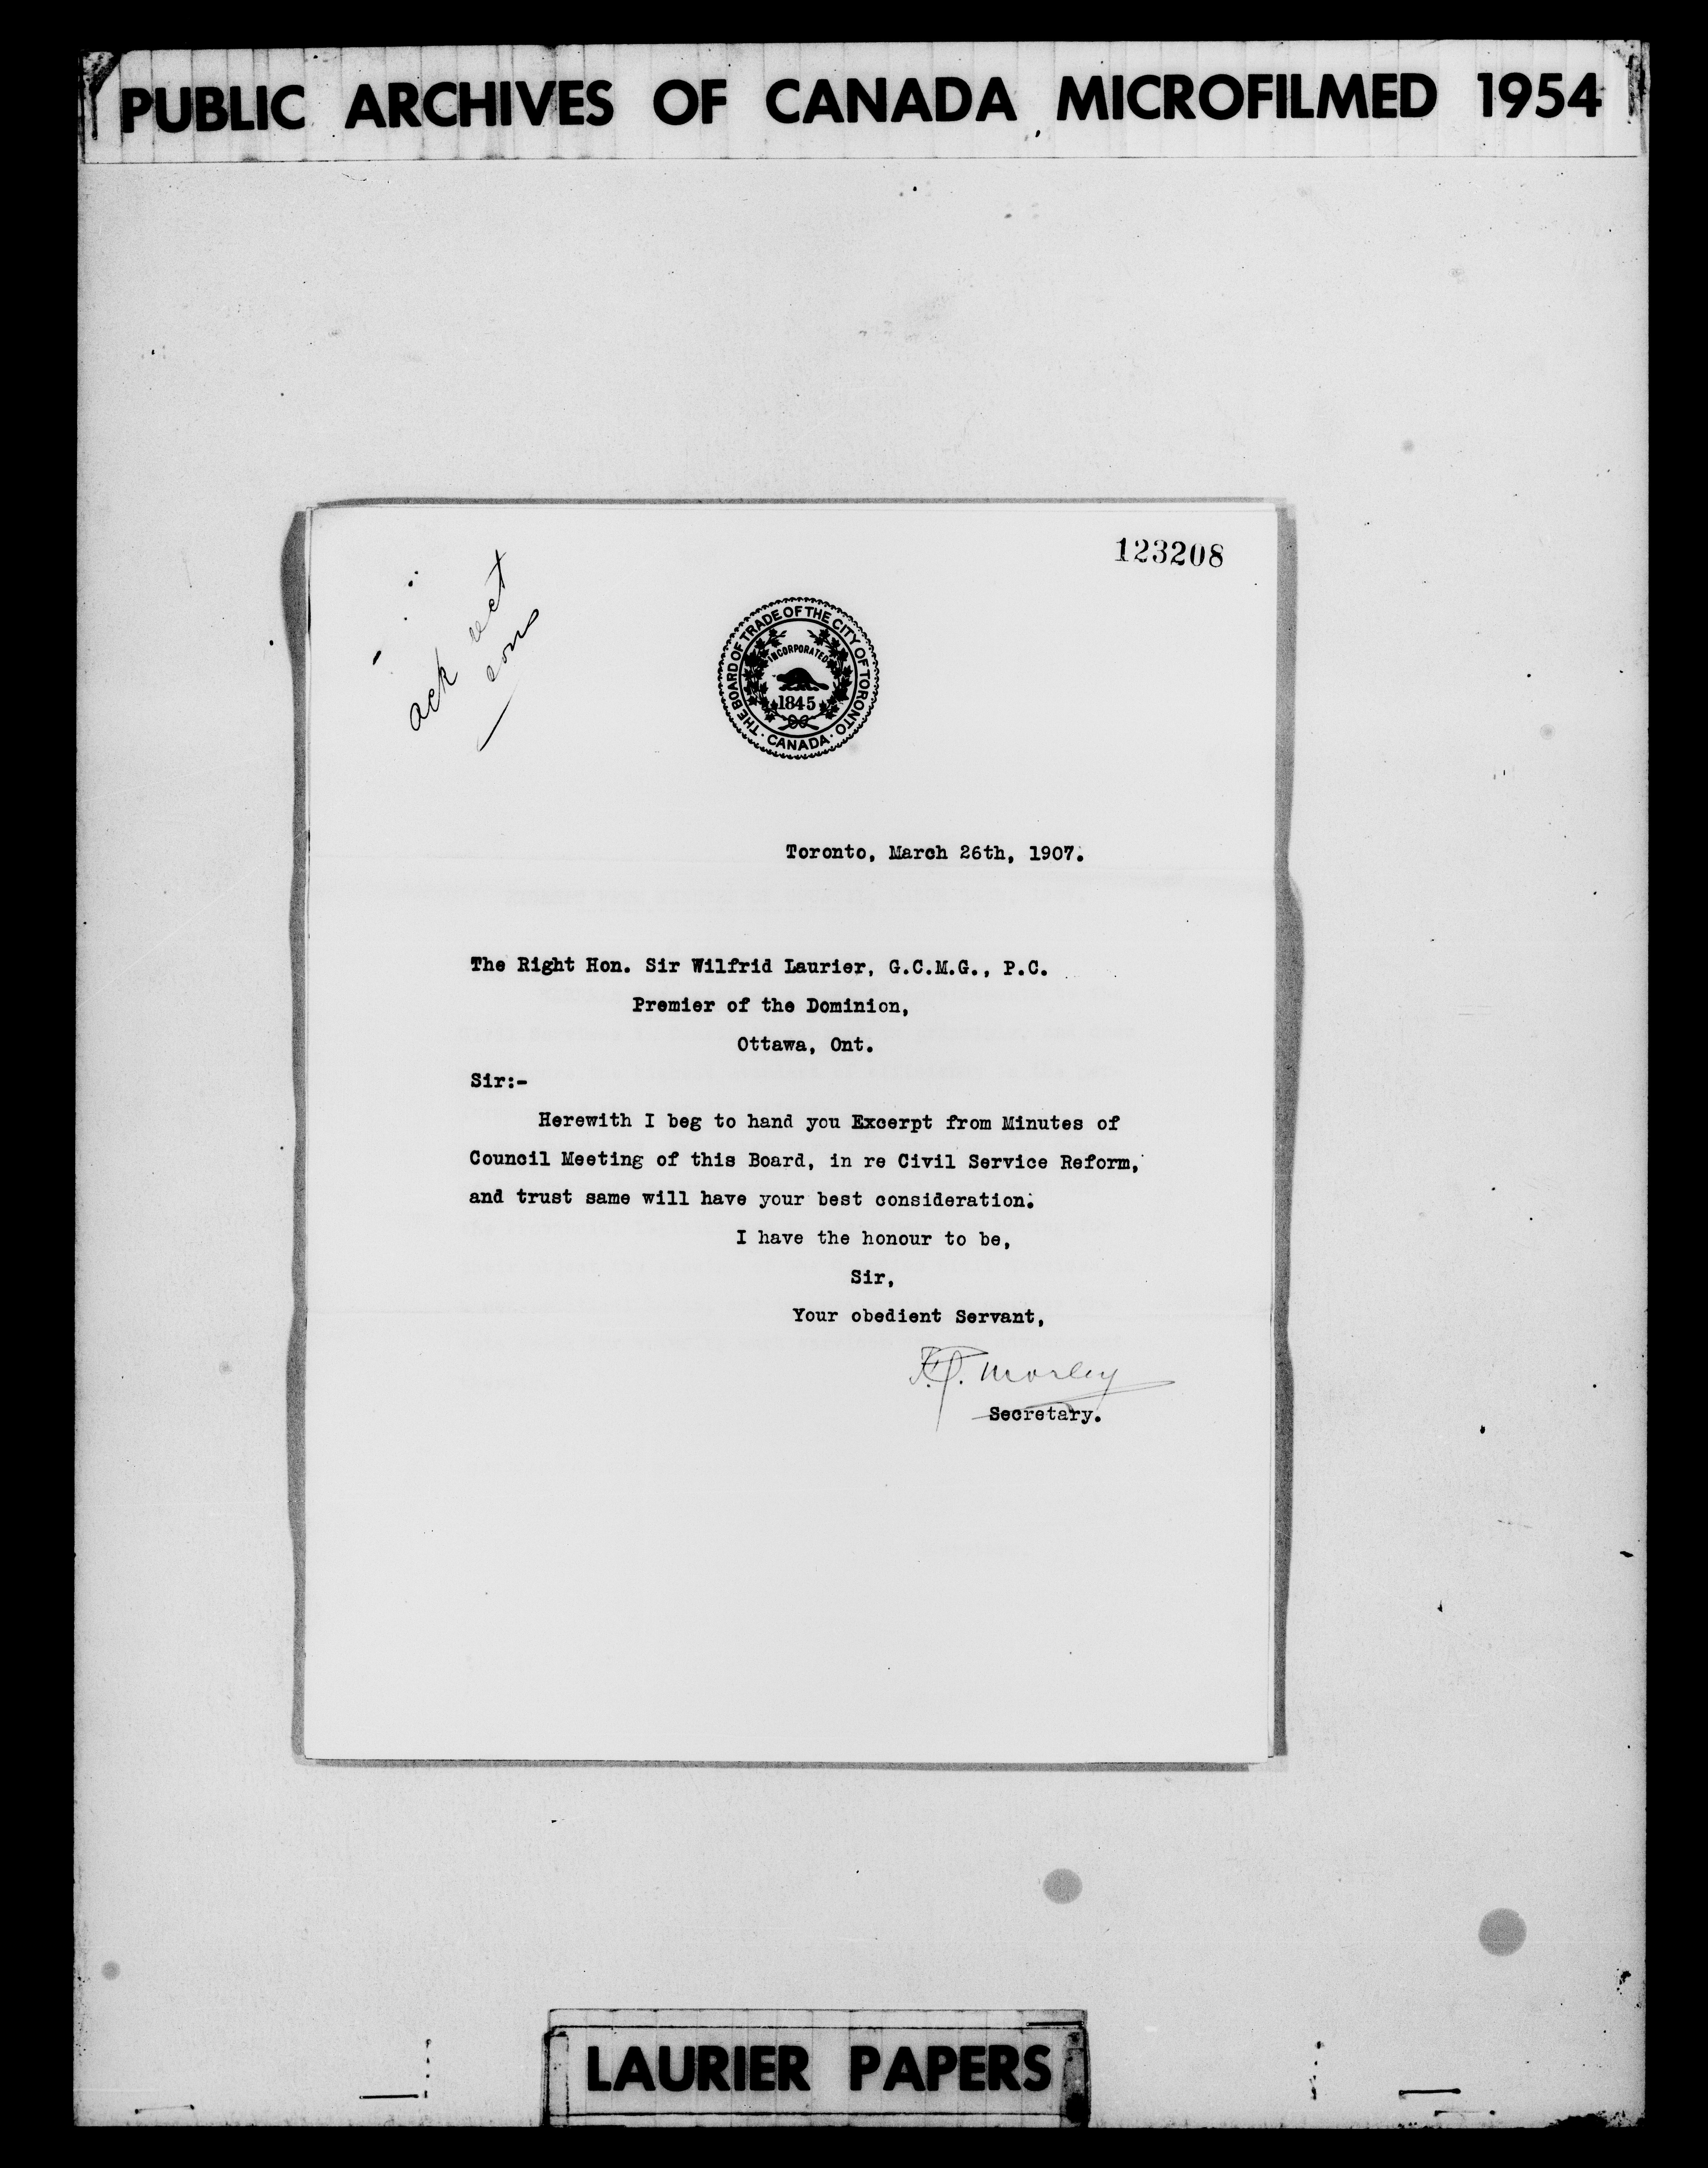 PUBLIC ARCHIVES OF CANADA MICROFILMED 1954
123208
ack
THE BOARD OF TRADE OF THE CITY OF TORONTO
INCORPORATED
1845
CANADA
Toronto, March 26th, 1907.
The Right Hon. Sir Wilfrid Laurier, G.C.M.G., P.C.
Premier of the Dominion,
Ottawa, Ont.
Sir:-
Herewith I beg to hand you Excerpt from Minutes of
Council Meeting of this Board, in re Civil Service Reform,
and trust same will have your best consideration.
I have the honour to be,
Sir,
Your obedient Servant,
Morley
Secretary.
LAURIER PAPERS